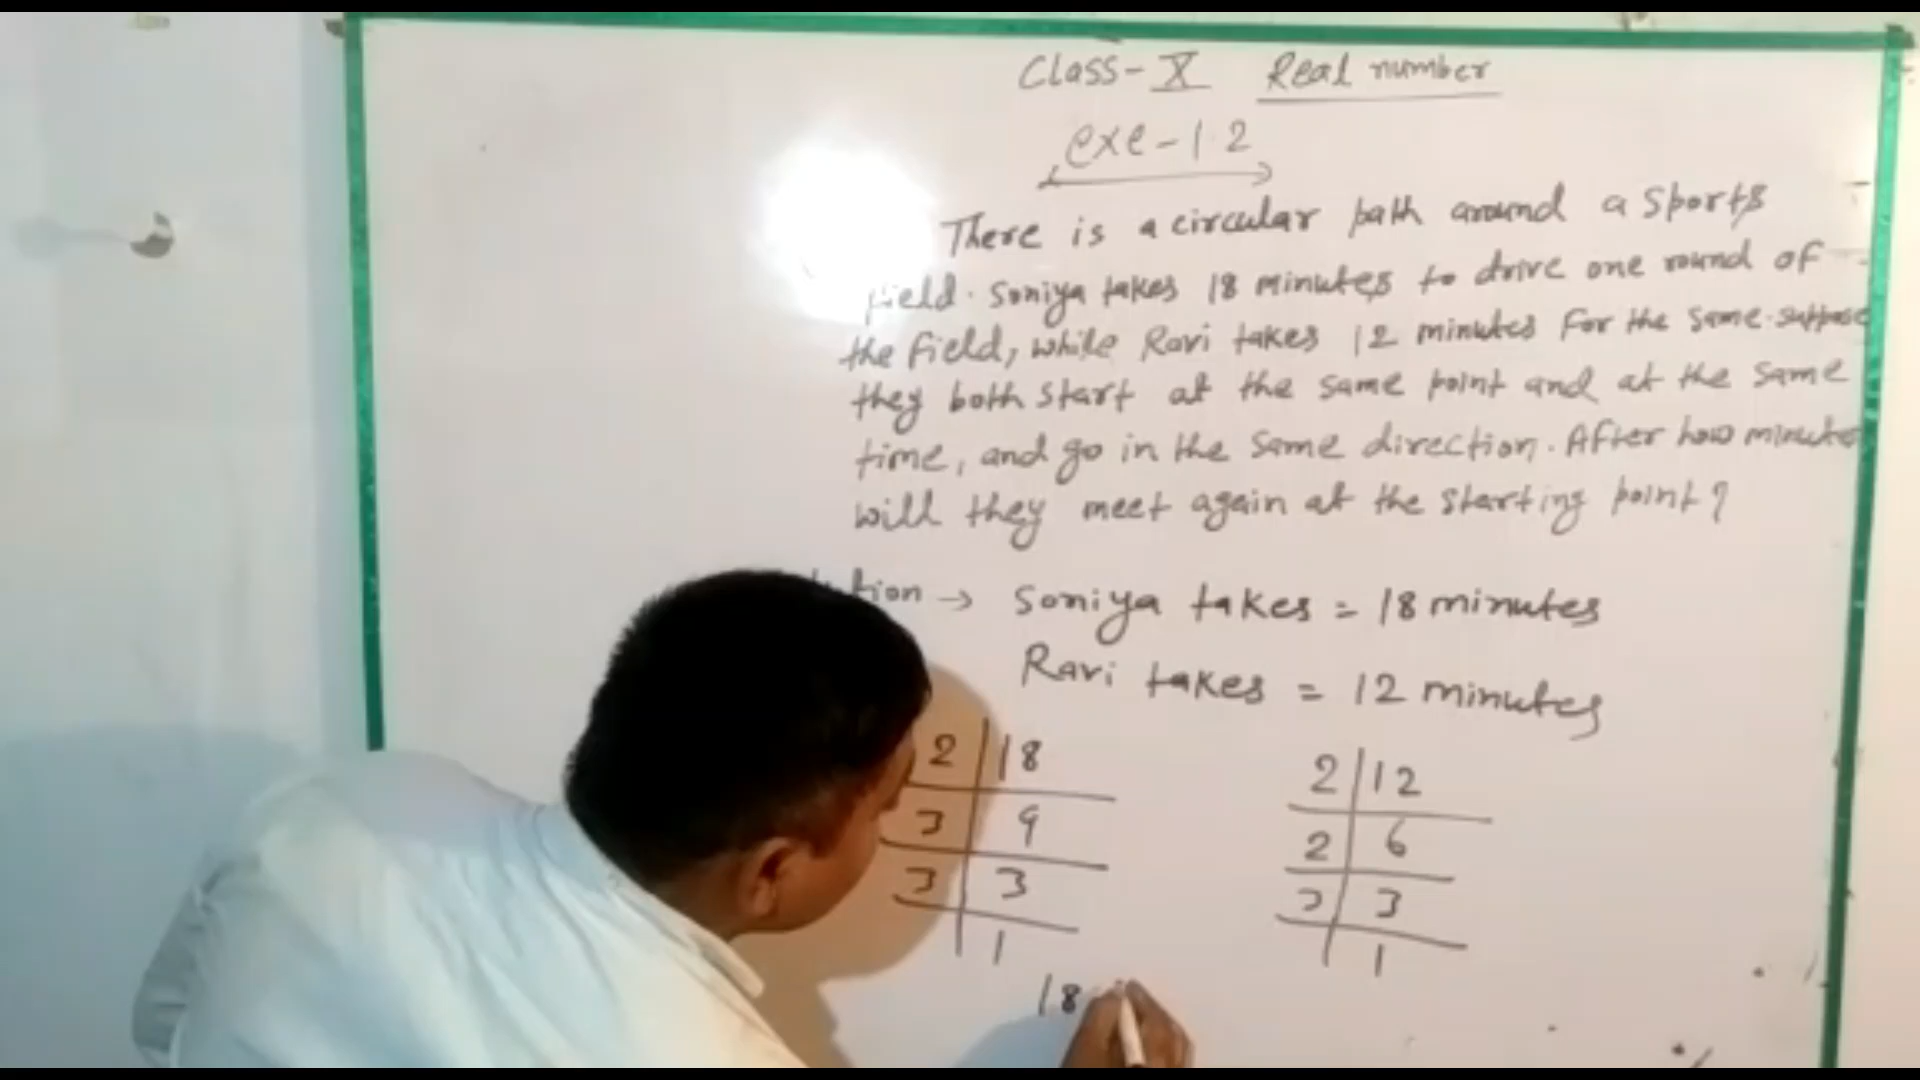 Class - X Real number
exe - 1.2
There is a circular path around a sports
field. Soniya takes 18 minutes to drive one round of
the field, while Ravi takes 12 minutes for the same. suppose
they both start at the same point and at the same
time, and go in the same direction. After how minute
will they meet again at the starting point?
→ Soniya takes = 18 minutes
Ravi takes = 12 minutes
2 | 18
3 | 9
3 | 3
1
2 | 12
2 | 6
3 | 3
1
18